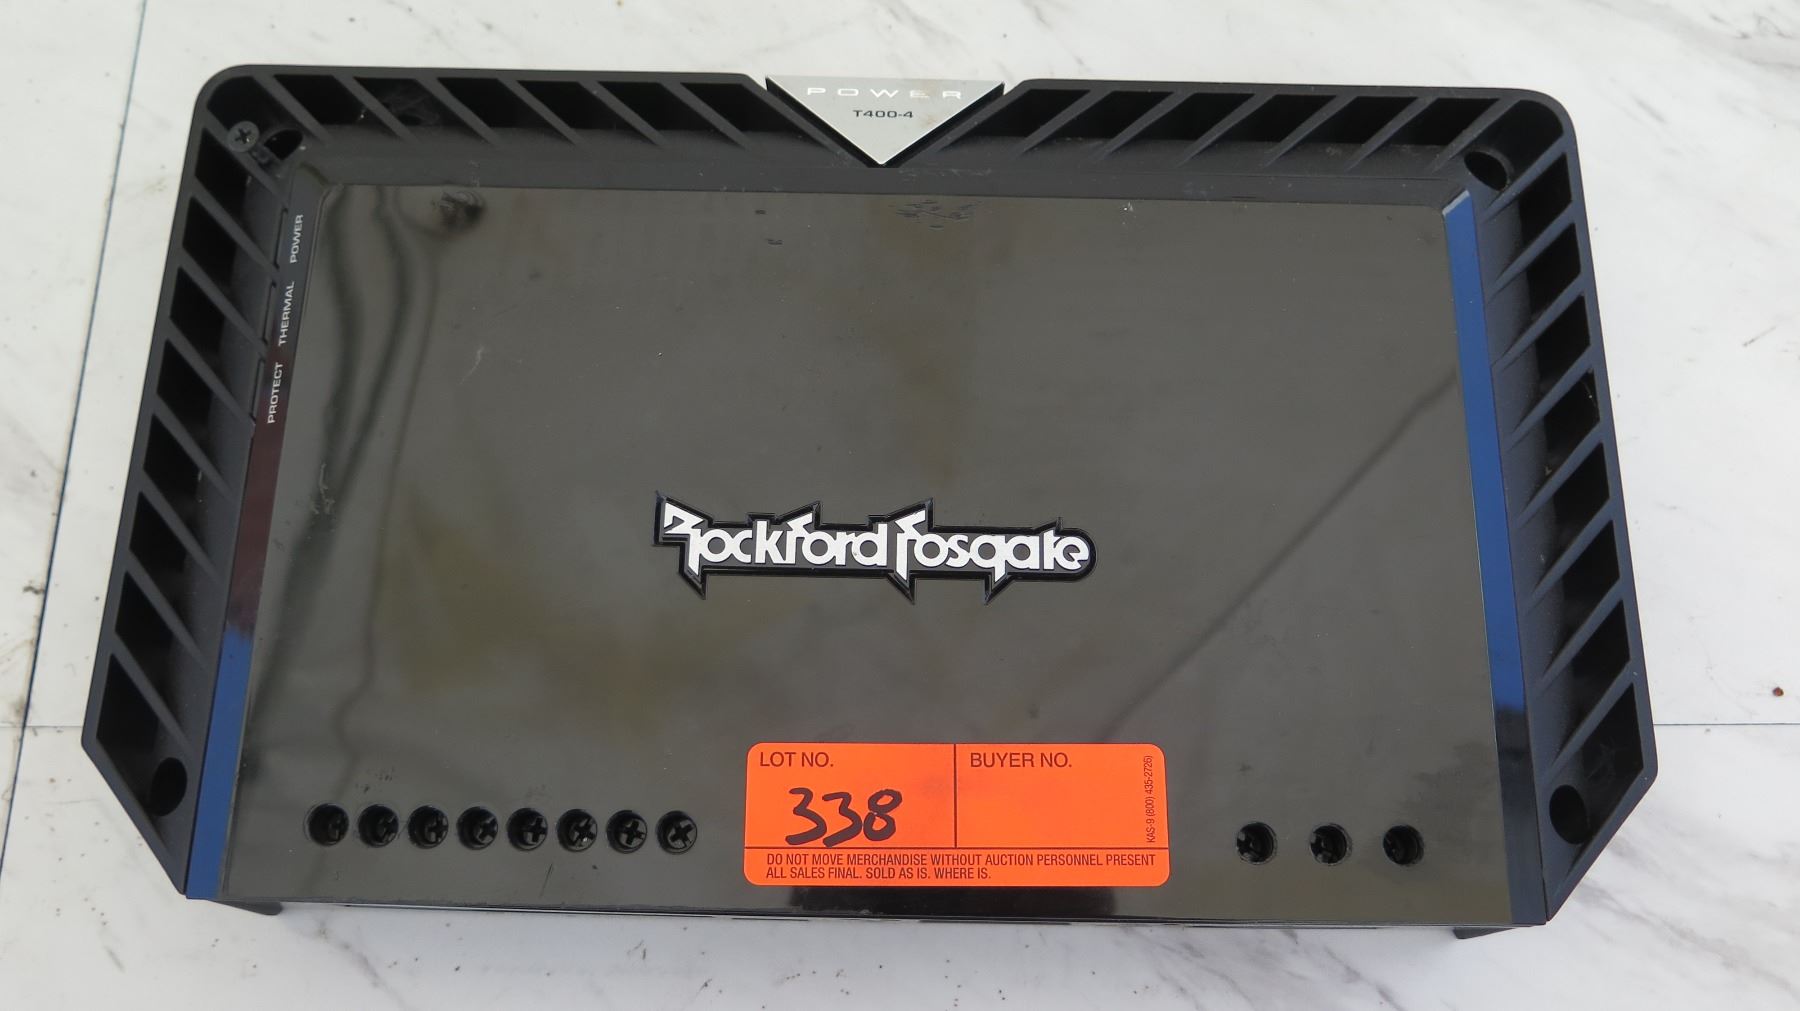 POWER
T400-4
POWER
THERMAL
PROTECT
Rockford Fosgate
LOT NO.
338
BUYER NO.
KAS-9 (800) 435-2726)
DO NOT MOVE MERCHANDISE WITHOUT AUCTION PERSONNEL PRESENT
ALL SALES FINAL. SOLD AS IS. WHERE IS.